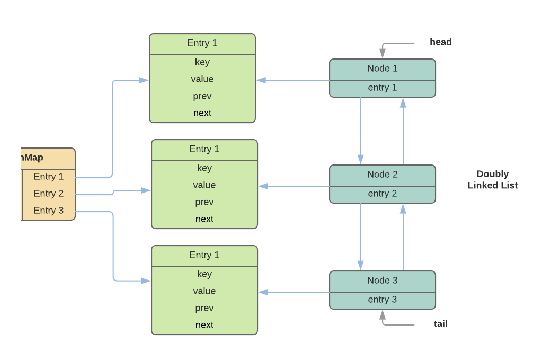 Entry 1
key
value
prev
next
head
Node 1
entry 1
Entry 1
key
value
prev
next
Entry 1
Entry 2
Entry 3
Node 2
entry 2
Doubly
Linked List
Entry 1
key
value
prev
next
Node 3
entry 3
tail